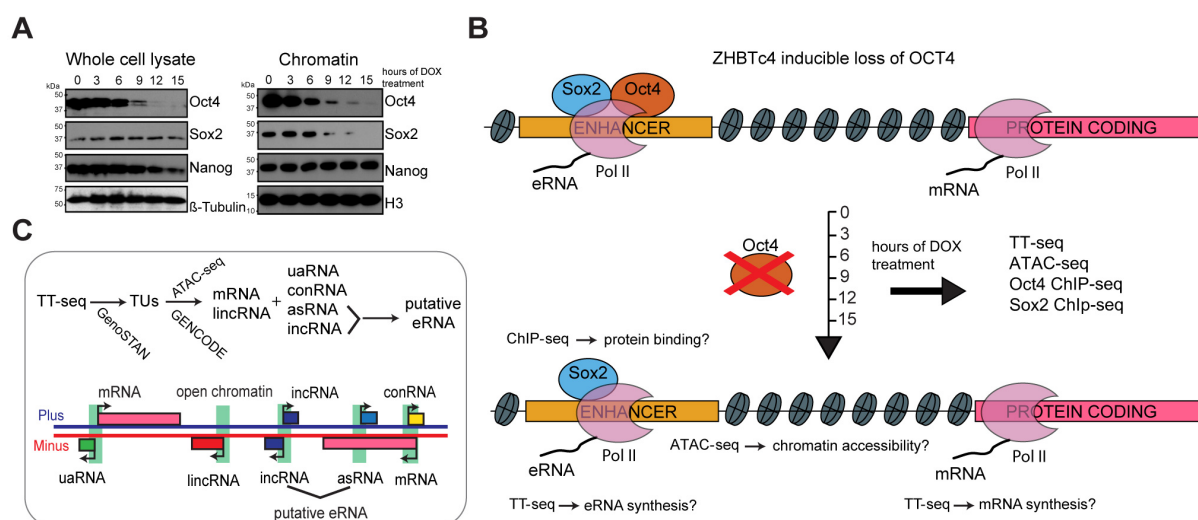 A
Whole cell lysate
Chromatin
kDa 0 3 6 9 12 15
0 3 6 9 12 15 hours of DOX treatment
kDa
50
37
Oct4
50
37
Oct4
50
37
Sox2
50
37
Sox2
50
37
Nanog
50
37
Nanog
75
50
ß-Tubulin
15
10
H3
B
ZHBTc4 inducible loss of OCT4
Sox2
Oct4
ENHANCER
PROTEIN CODING
eRNA
Pol II
mRNA
Pol II
Oct4
0
3
6
9
12
15
hours of DOX
treatment
TT-seq
ATAC-seq
Oct4 ChIP-seq
Sox2 ChIp-seq
ChIP-seq → protein binding?
Sox2
ENHANCER
PROTEIN CODING
ATAC-seq → chromatin accessibility?
eRNA
Pol II
mRNA
Pol II
TT-seq → eRNA synthesis?
TT-seq → mRNA synthesis?
C
TT-seq
GenoSTAN
TUs
ATAC-seq
GENCODE
mRNA
lincRNA
+
uaRNA
conRNA
asRNA
incRNA
putative
eRNA
mRNA
open chromatin
incRNA
conRNA
Plus
Minus
uaRNA
lincRNA
incRNA
asRNA
mRNA
putative eRNA